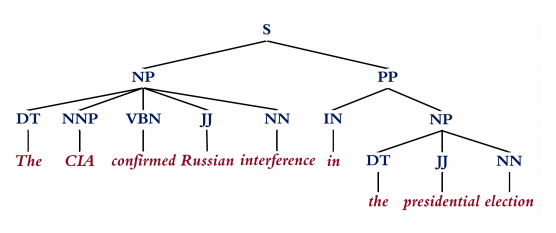 S
NP PP
DT NNP VBN JJ NN IN NP
The CIA confirmed Russian interference in DT JJ NN
the presidential election